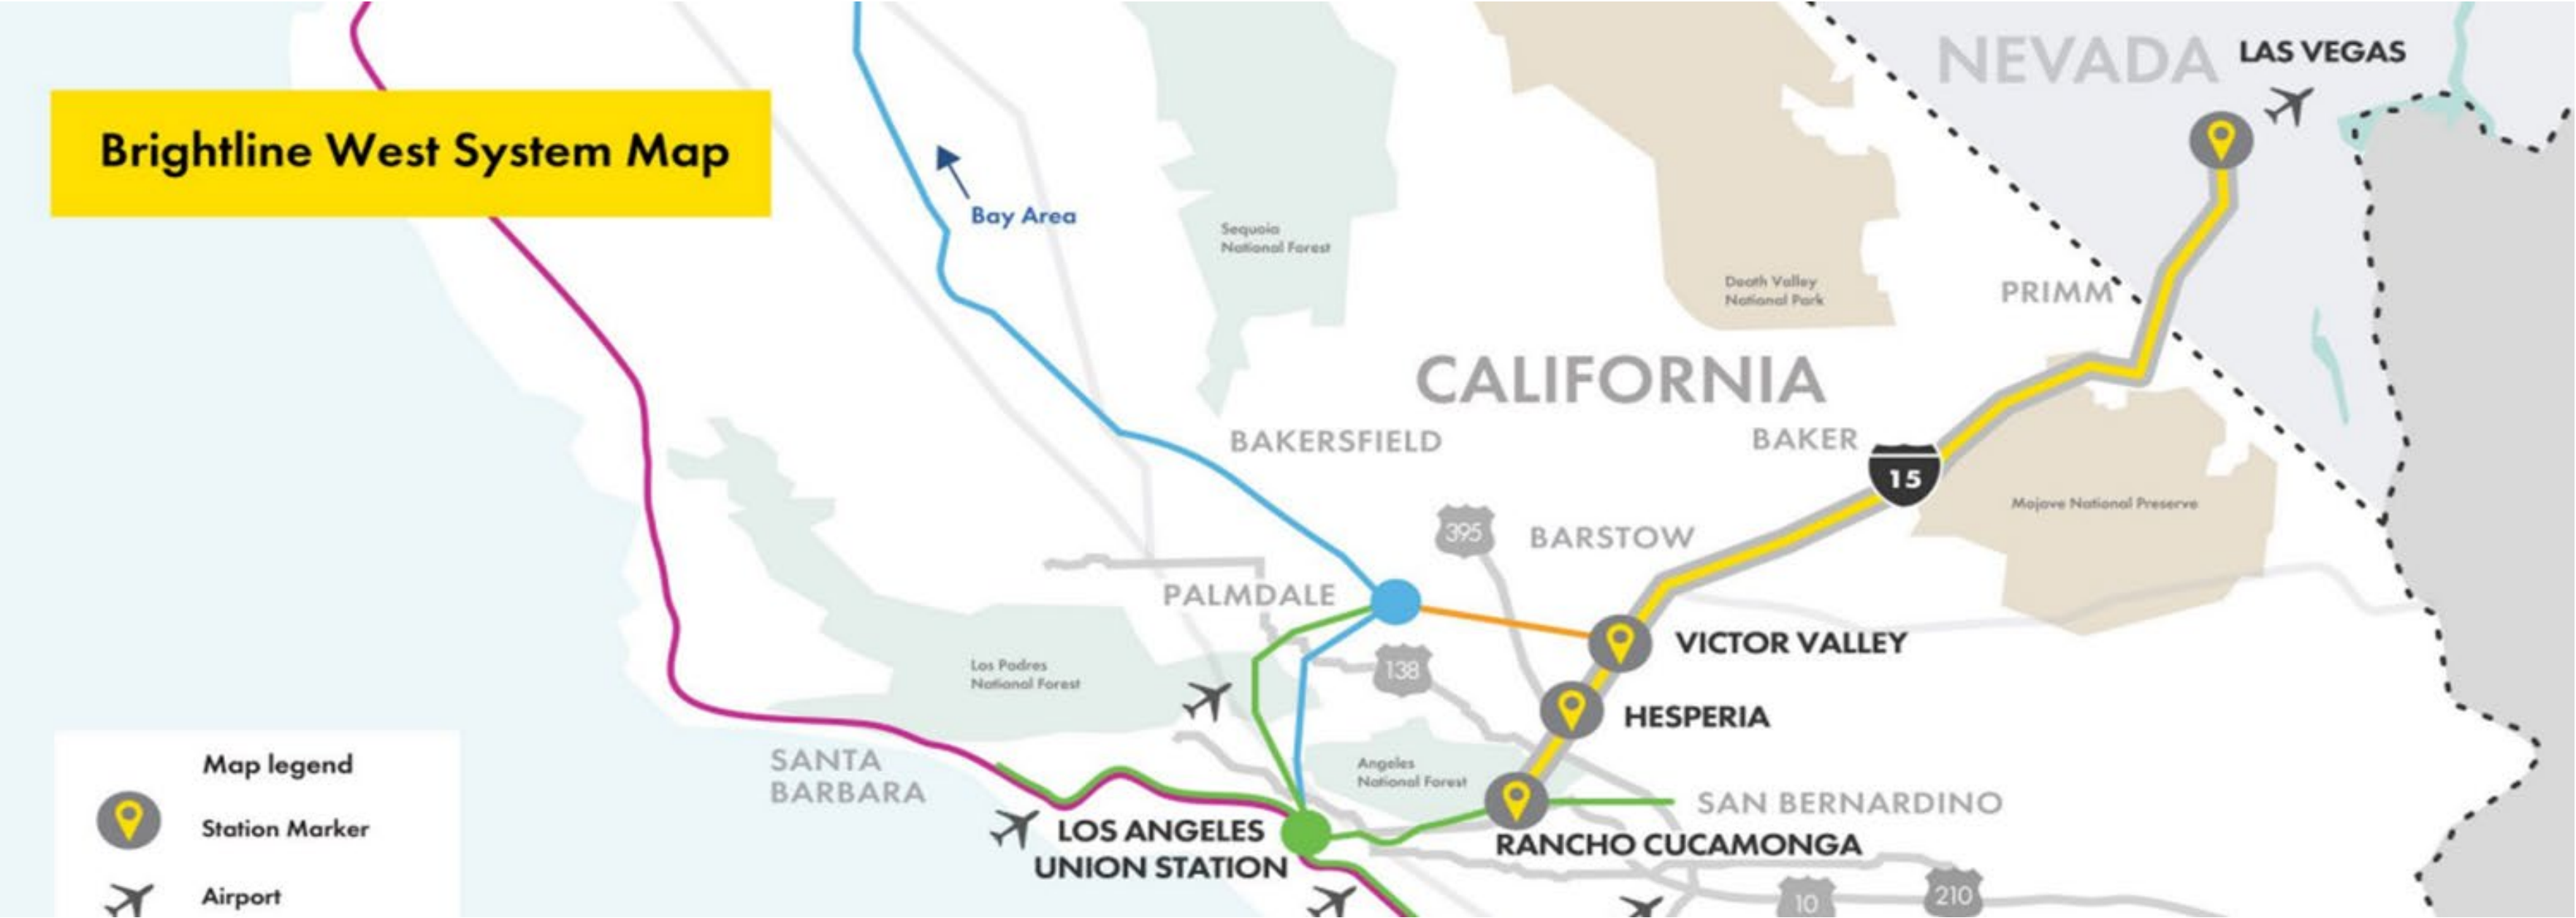 NEVADA
LAS VEGAS
Brightline West System Map
Bay Area
Sequoia
National Forest
Death Valley
National Park
PRIMM
CALIFORNIA
BAKERSFIELD
BAKER
15
Mojave National Preserve
395
BARSTOW
PALMDALE
VICTOR VALLEY
138
Los Padres
National Forest
HESPERIA
SANTA
BARBARA
Angeles
National Forest
SAN BERNARDINO
LOS ANGELES
UNION STATION
RANCHO CUCAMONGA
10
210
Map legend
Station Marker
Airport